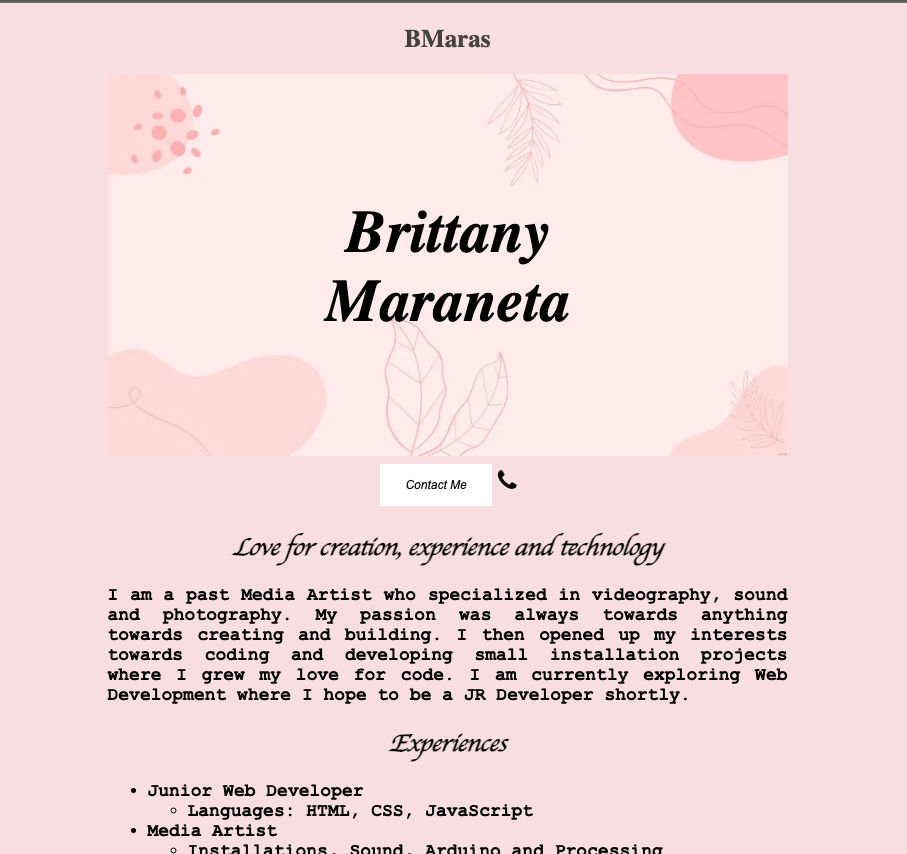 BMaras
Brittany
Maraneta
Contact Me
Love for creation, experience and technology
I am a past Media Artist who specialized in videography, sound
and photography. My passion was always towards anything
towards creating and building. I then opened up my interests
towards coding and developing small installation projects
where I grew my love for code. I am currently exploring Web
Development where I hope to be a JR Developer shortly.
Experiences
Junior Web Developer
Languages: HTML, CSS, JavaScript
Media Artist
Installations, Sound, Arduino and Processing